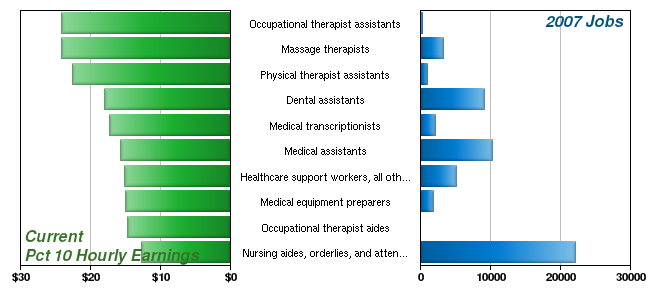 2007 Jobs
Occupational therapist assistants
Massage therapists
Physical therapist assistants
Dental assistants
Medical transcriptionists
Medical assistants
Healthcare support workers, all oth...
Medical equipment preparers
Occupational therapist aides
Nursing aides, orderlies, and atten...
Current
Pct 10 Hourly Earnings
$30 $20 $10 $0 0 10000 20000 30000